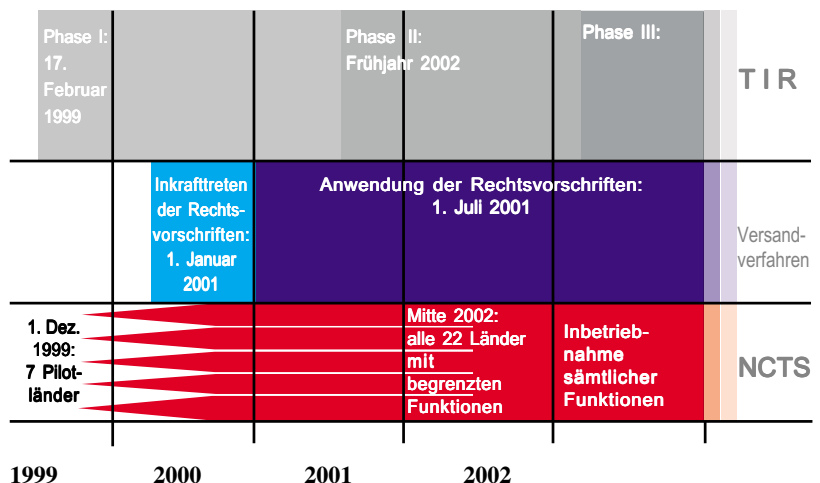 Phase I:
17.
Februar
1999
Phase II:
Frühjahr 2002
Phase III:
TIR
Inkrafttreten
der Rechts-
vorschriften:
1. Januar
2001
Anwendung der Rechtsvorschriften:
1. Juli 2001
Versand-
verfahren
1. Dez.
1999:
7 Pilot-
länder
Mitte 2002:
alle 22 Länder
mit
begrenzten
Funktionen
Inbetrieb-
nahme
sämtlicher
Funktionen
NCTS
1999 2000 2001 2002